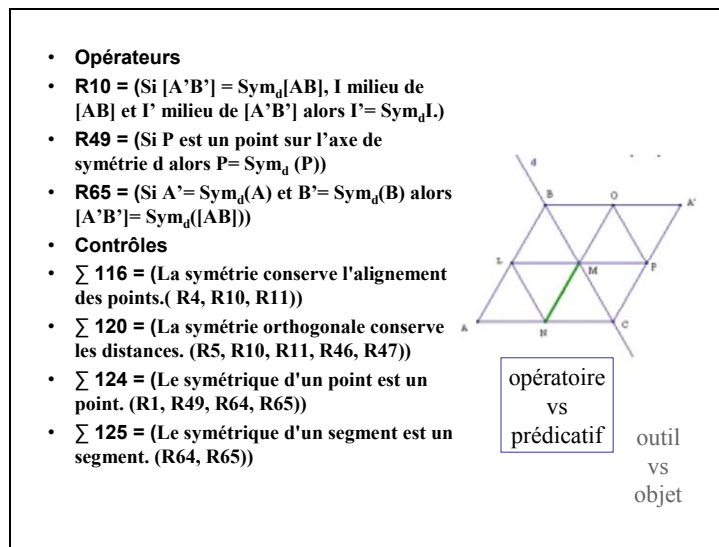 • Opérateurs
• R10 = (Si [A’B’] = Symd[AB], I milieu de
[AB] et I’ milieu de [A’B’] alors I’= SymdI.)
• R49 = (Si P est un point sur l’axe de
symétrie d alors P= Symd (P))
• R65 = (Si A’= Symd(A) et B’= Symd(B) alors
[A’B’]= Symd([AB]))
• Contrôles
• ∑ 116 = (La symétrie conserve l'alignement
des points.( R4, R10, R11))
• ∑ 120 = (La symétrie orthogonale conserve
les distances. (R5, R10, R11, R46, R47))
• ∑ 124 = (Le symétrique d'un point est un
point. (R1, R49, R64, R65))
• ∑ 125 = (Le symétrique d'un segment est un
segment. (R64, R65))
d
B O A'
L M P
A N C
opératoire
vs
prédicatif
outil
vs
objet